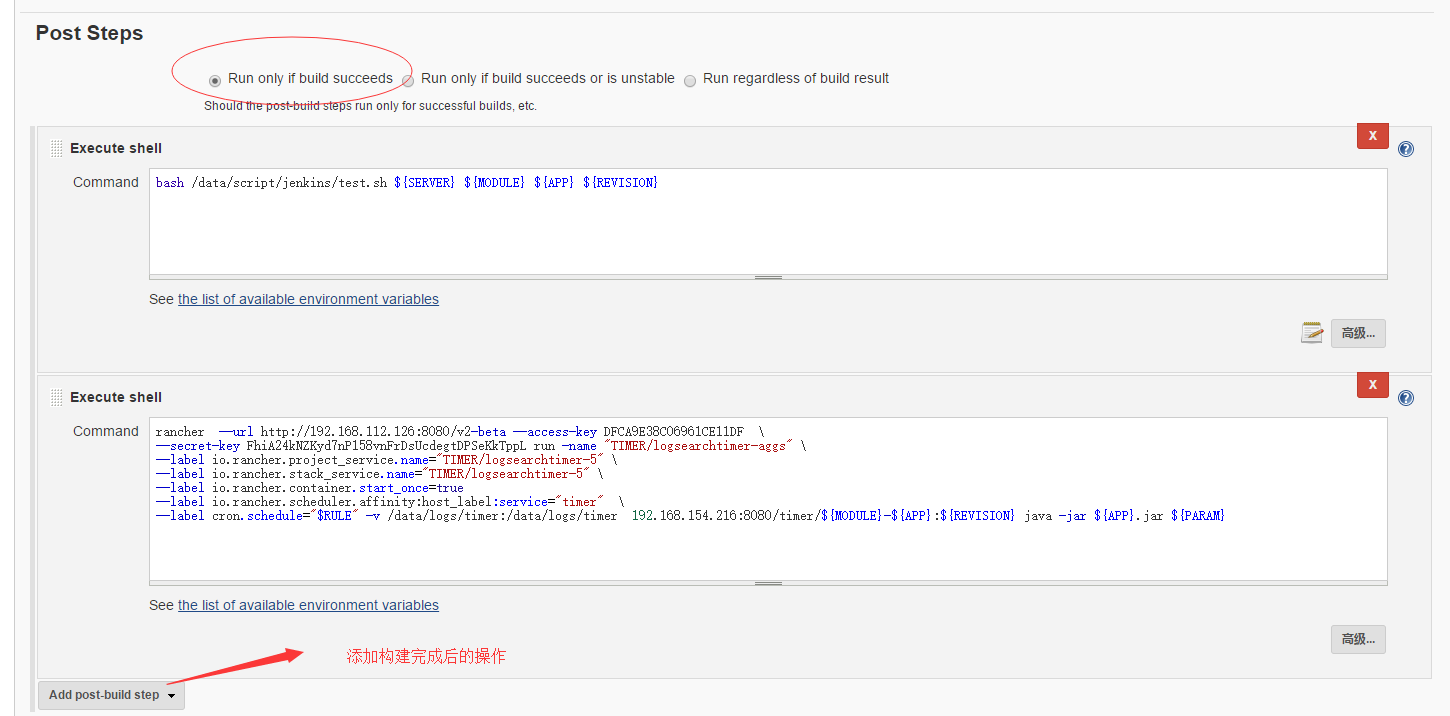 Post Steps
Run only if build succeeds Run only if build succeeds or is unstable Run regardless of build result
Should the post-build steps run only for successful builds, etc.
X
Execute shell
?
Command
bash /data/script/jenkins/test.sh ${SERVER} ${MODULE} ${APP} ${REVISION}
See the list of available environment variables
高级...
X
Execute shell
?
Command
rancher --url http://192.168.112.126:8080/v2-beta --access-key DFCA9E38C06961CE11DF \
--secret-key FhiA24kNZKyd7nP158vnFrDsUcdegtDPSeKkTppL run -name "TIMER/logsearchtimer-aggs" \
--label io.rancher.project_service.name="TIMER/logsearchtimer-5" \
--label io.rancher.stack_service.name="TIMER/logsearchtimer-5" \
--label io.rancher.container.start_once=true
--label io.rancher.scheduler.affinity:host_label:service="timer" \
--label cron.schedule="$RULE" -v /data/logs/timer:/data/logs/timer 192.168.154.216:8080/timer/${MODULE}-${APP}:${REVISION} java -jar ${APP}.jar ${PARAM}
See the list of available environment variables
高级...
添加构建完成后的操作
Add post-build step